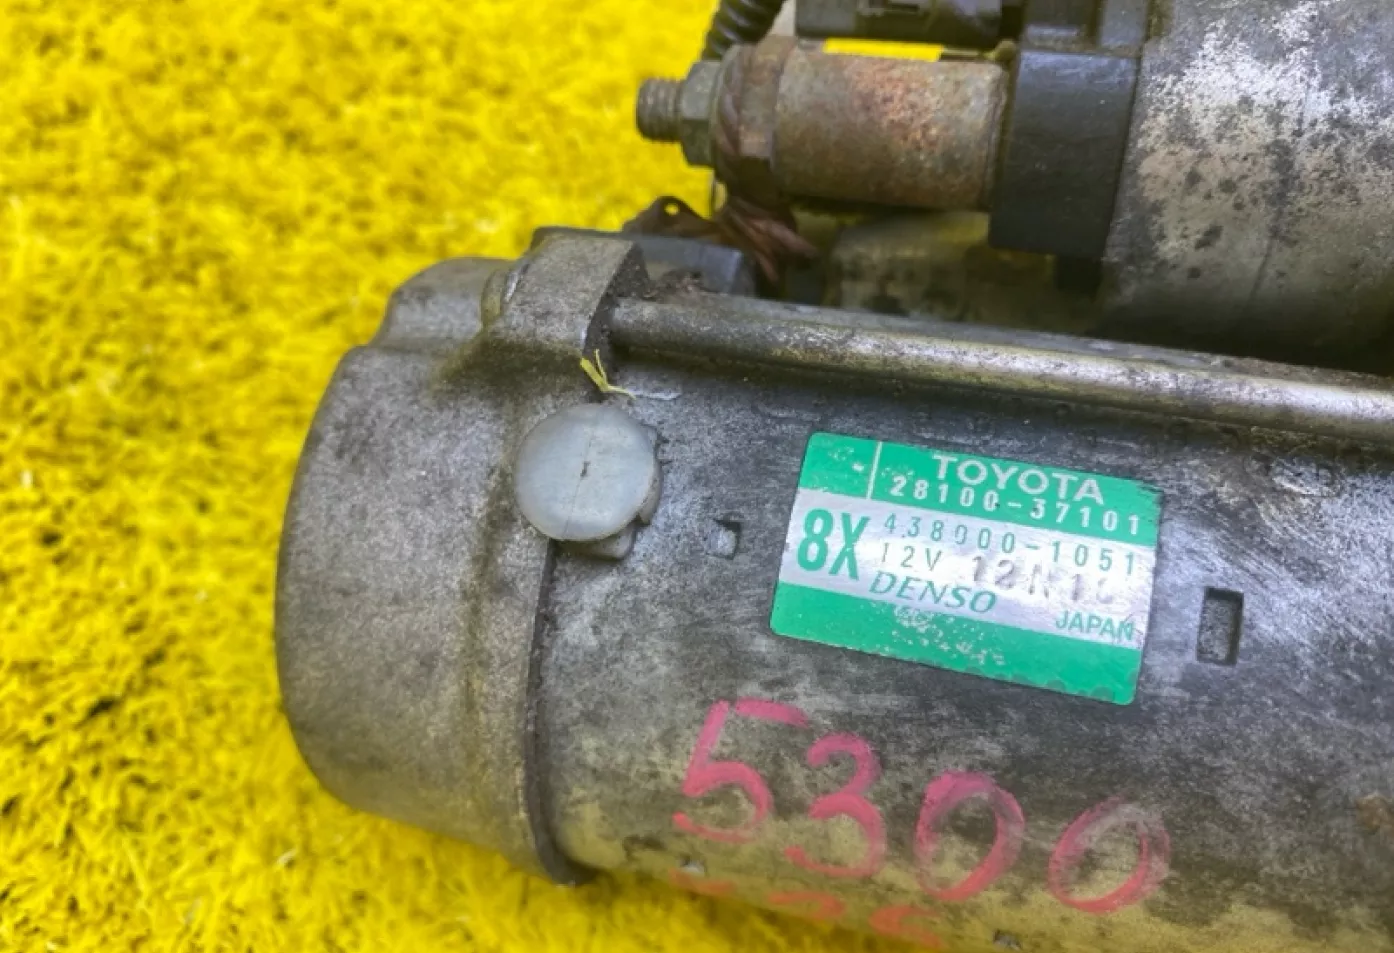 TOYOTA
28100-37101
8X
438000-1051
12V
DENSO
JAPAN
5300